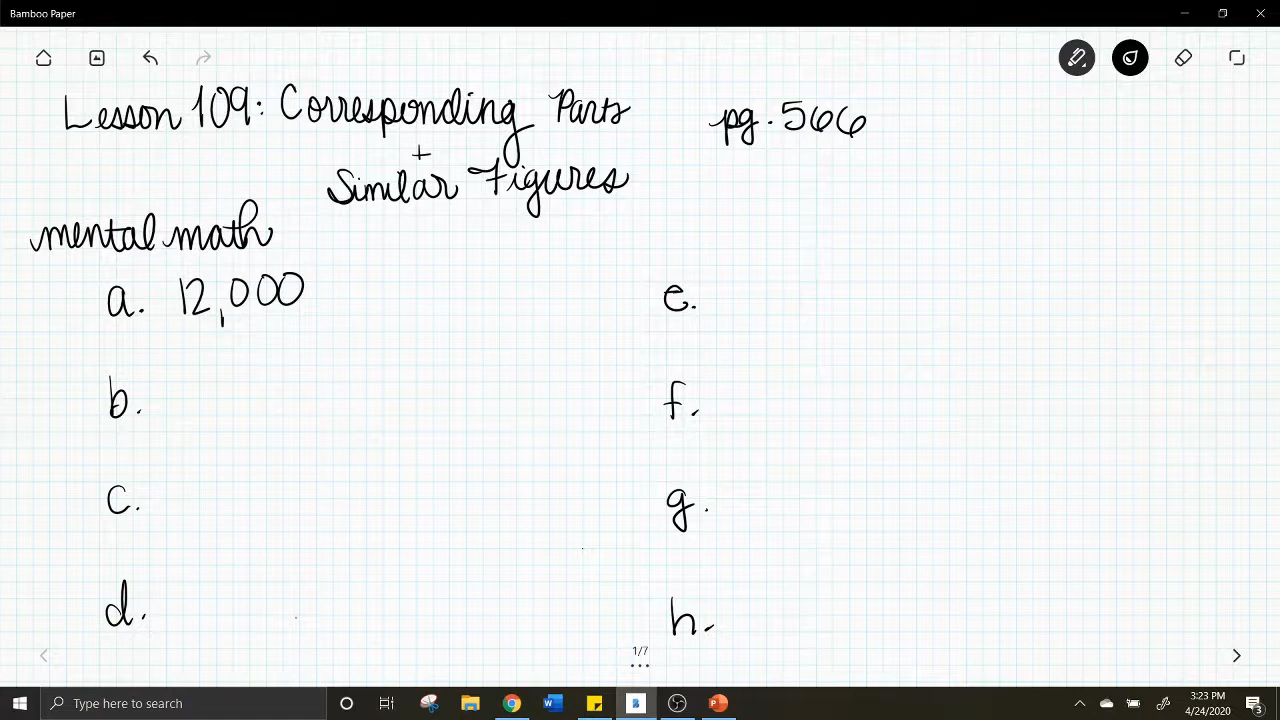 Bamboo Paper
Lesson 109: Corresponding Parts
+
Similar Figures
pg. 566
mental math
a. 12,000
b.
c.
d.
e.
f.
g.
h.
1/7
Type here to search
3:23 PM
4/24/2020
3